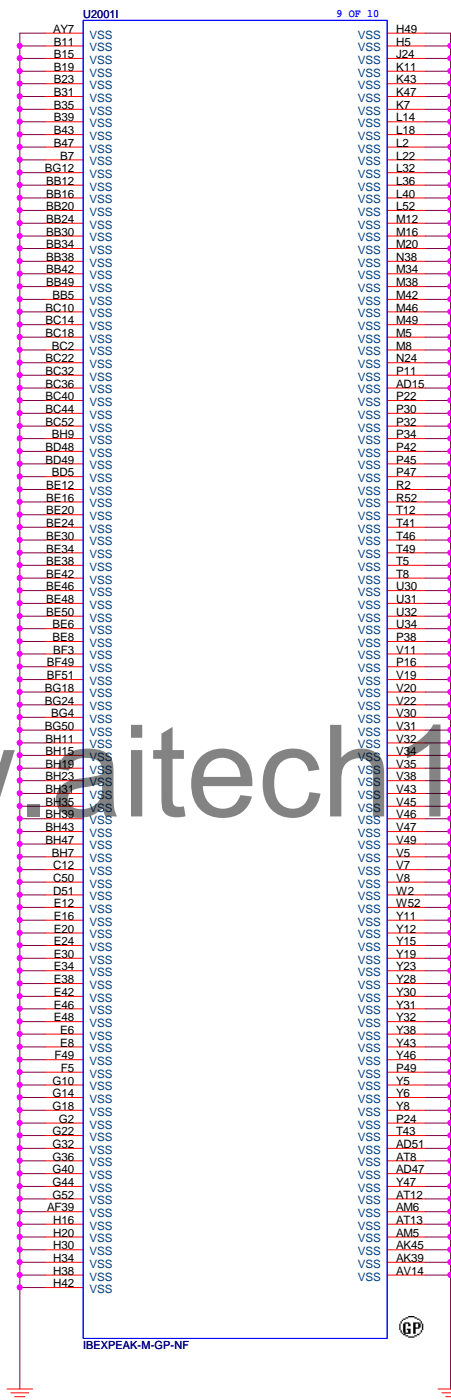 U2001I 9 OF 10
AY7 VSS VSS H49
B11 VSS VSS H5
B15 VSS VSS J24
B19 VSS VSS K11
B23 VSS VSS K43
B31 VSS VSS K47
B35 VSS VSS K7
B39 VSS VSS L14
B43 VSS VSS L18
B47 VSS VSS L2
B7 VSS VSS L22
BG12 VSS VSS L32
BB12 VSS VSS L36
BB16 VSS VSS L40
BB20 VSS VSS L52
BB24 VSS VSS M12
BB30 VSS VSS M16
BB34 VSS VSS M20
BB38 VSS VSS N38
BB42 VSS VSS M34
BB49 VSS VSS M38
BB5 VSS VSS M42
BC10 VSS VSS M46
BC14 VSS VSS M49
BC18 VSS VSS M5
BC2 VSS VSS M8
BC22 VSS VSS N24
BC32 VSS VSS P11
BC36 VSS VSS AD15
BC40 VSS VSS P22
BC44 VSS VSS P30
BC52 VSS VSS P32
BH9 VSS VSS P34
BD48 VSS VSS P42
BD49 VSS VSS P45
BD5 VSS VSS P47
BE12 VSS VSS R2
BE16 VSS VSS R52
BE20 VSS VSS T12
BE24 VSS VSS T41
BE30 VSS VSS T46
BE34 VSS VSS T49
BE38 VSS VSS T5
BE42 VSS VSS T8
BE46 VSS VSS U30
BE48 VSS VSS U31
BE50 VSS VSS U32
BE6 VSS VSS U34
BE8 VSS VSS P38
BF3 VSS VSS V11
BF49 VSS VSS P16
BF51 VSS VSS V19
BG18 VSS VSS V20
BG24 VSS VSS V22
BG4 VSS VSS V30
BG50 VSS VSS V31
BH11 VSS VSS V32
BH15 VSS VSS V34
BH19 VSS VSS V35
BH23 VSS VSS V38
BH31 VSS VSS V43
BH35 VSS VSS V45
BH39 VSS VSS V46
BH43 VSS VSS V47
BH47 VSS VSS V49
BH7 VSS VSS V5
C12 VSS VSS V7
C50 VSS VSS V8
D51 VSS VSS W2
E12 VSS VSS W52
E16 VSS VSS Y11
E20 VSS VSS Y12
E24 VSS VSS Y15
E30 VSS VSS Y19
E34 VSS VSS Y23
E38 VSS VSS Y28
E42 VSS VSS Y30
E46 VSS VSS Y31
E48 VSS VSS Y32
E6 VSS VSS Y38
E8 VSS VSS Y43
F49 VSS VSS Y46
F5 VSS VSS P49
G10 VSS VSS Y5
G14 VSS VSS Y6
G18 VSS VSS Y8
G2 VSS VSS P24
G22 VSS VSS T43
G32 VSS VSS AD51
G36 VSS VSS AT8
G40 VSS VSS AD47
G44 VSS VSS Y47
G52 VSS VSS AT12
AF39 VSS VSS AM6
H16 VSS VSS AT13
H20 VSS VSS AM5
H30 VSS VSS AK45
H34 VSS VSS AK39
H38 VSS VSS AV14
H42 VSS
w.aitech1
GP
IBEXPEAK-M-GP-NF